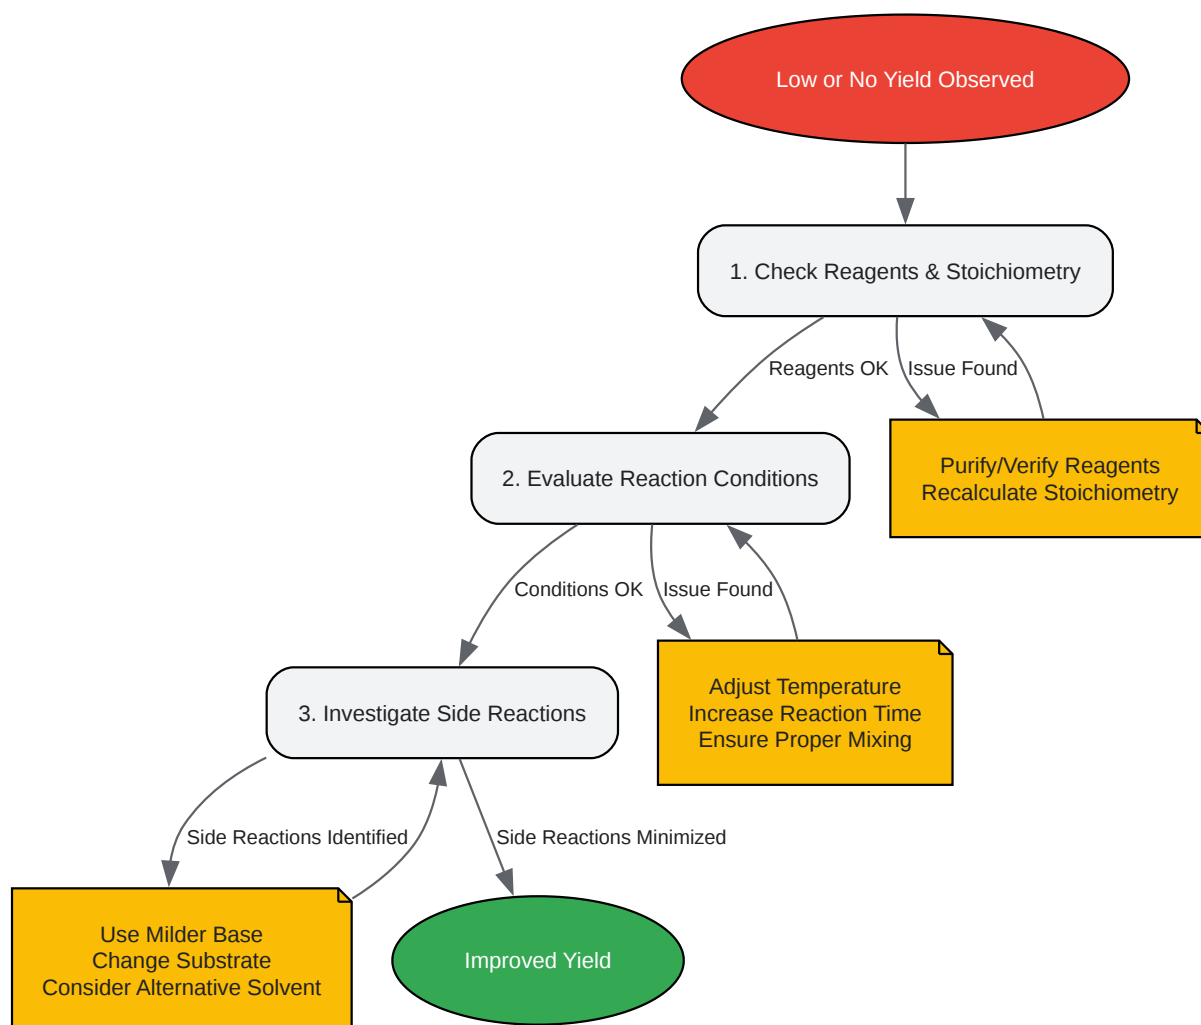 Low or No Yield Observed
1. Check Reagents & Stoichiometry
Reagents OK
Issue Found
Purify/Verify Reagents
Recalculate Stoichiometry
2. Evaluate Reaction Conditions
Conditions OK
Issue Found
Adjust Temperature
Increase Reaction Time
Ensure Proper Mixing
3. Investigate Side Reactions
Side Reactions Identified
Side Reactions Minimized
Use Milder Base
Change Substrate
Consider Alternative Solvent
Improved Yield